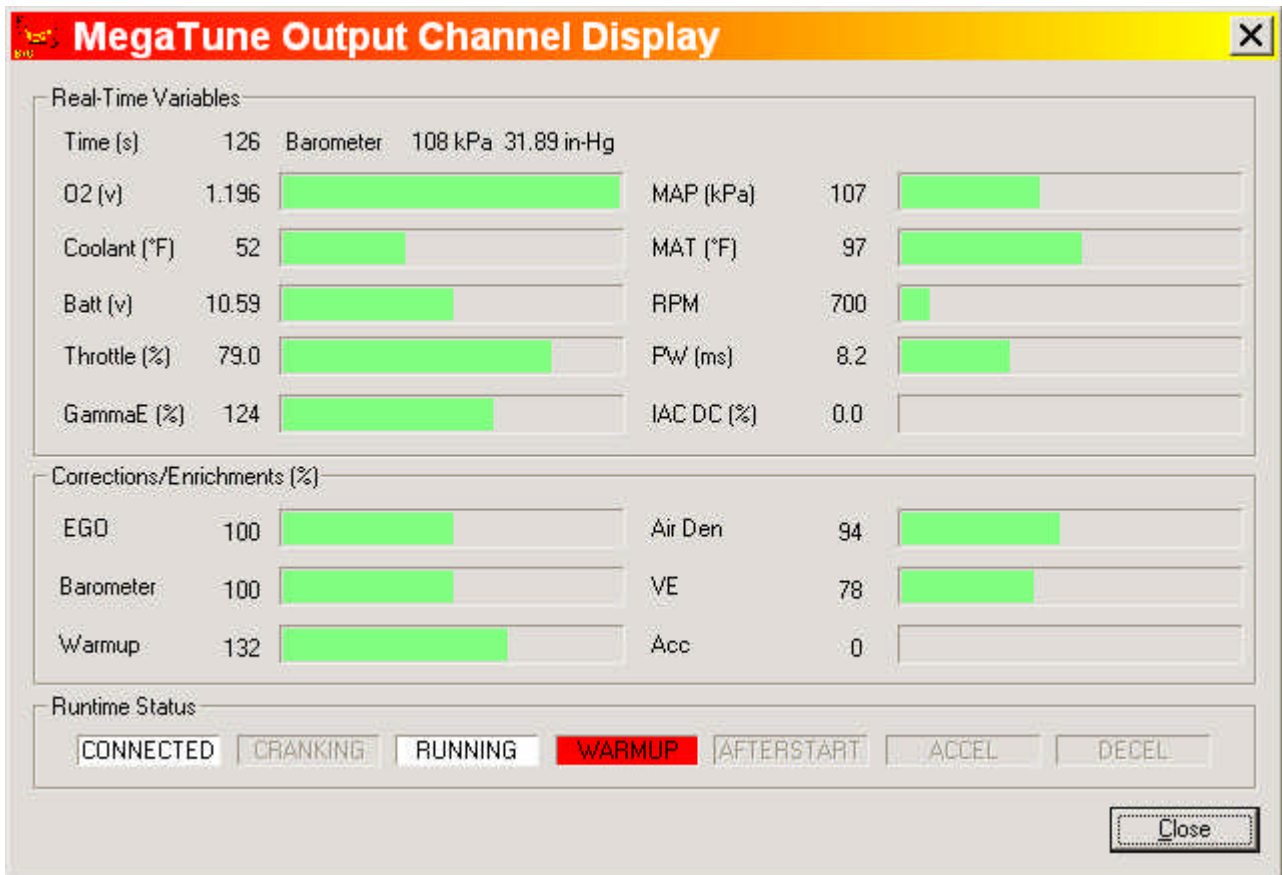 MegaTune Output Channel Display
Real-Time Variables
Time (s) 126 Barometer 108 kPa 31.89 in-Hg
O2 (v) 1.196 MAP (kPa) 107
Coolant (°F) 52 MAT (°F) 97
Batt (v) 10.59 RPM 700
Throttle (%) 79.0 PW (ms) 8.2
GammaE (%) 124 IAC DC (%) 0.0
Corrections/Enrichments (%)
EGO 100 Air Den 94
Barometer 100 VE 78
Warmup 132 Acc 0
Runtime Status
CONNECTED CRANKING RUNNING WARMUP AFTERSTART ACCEL DECEL
Close